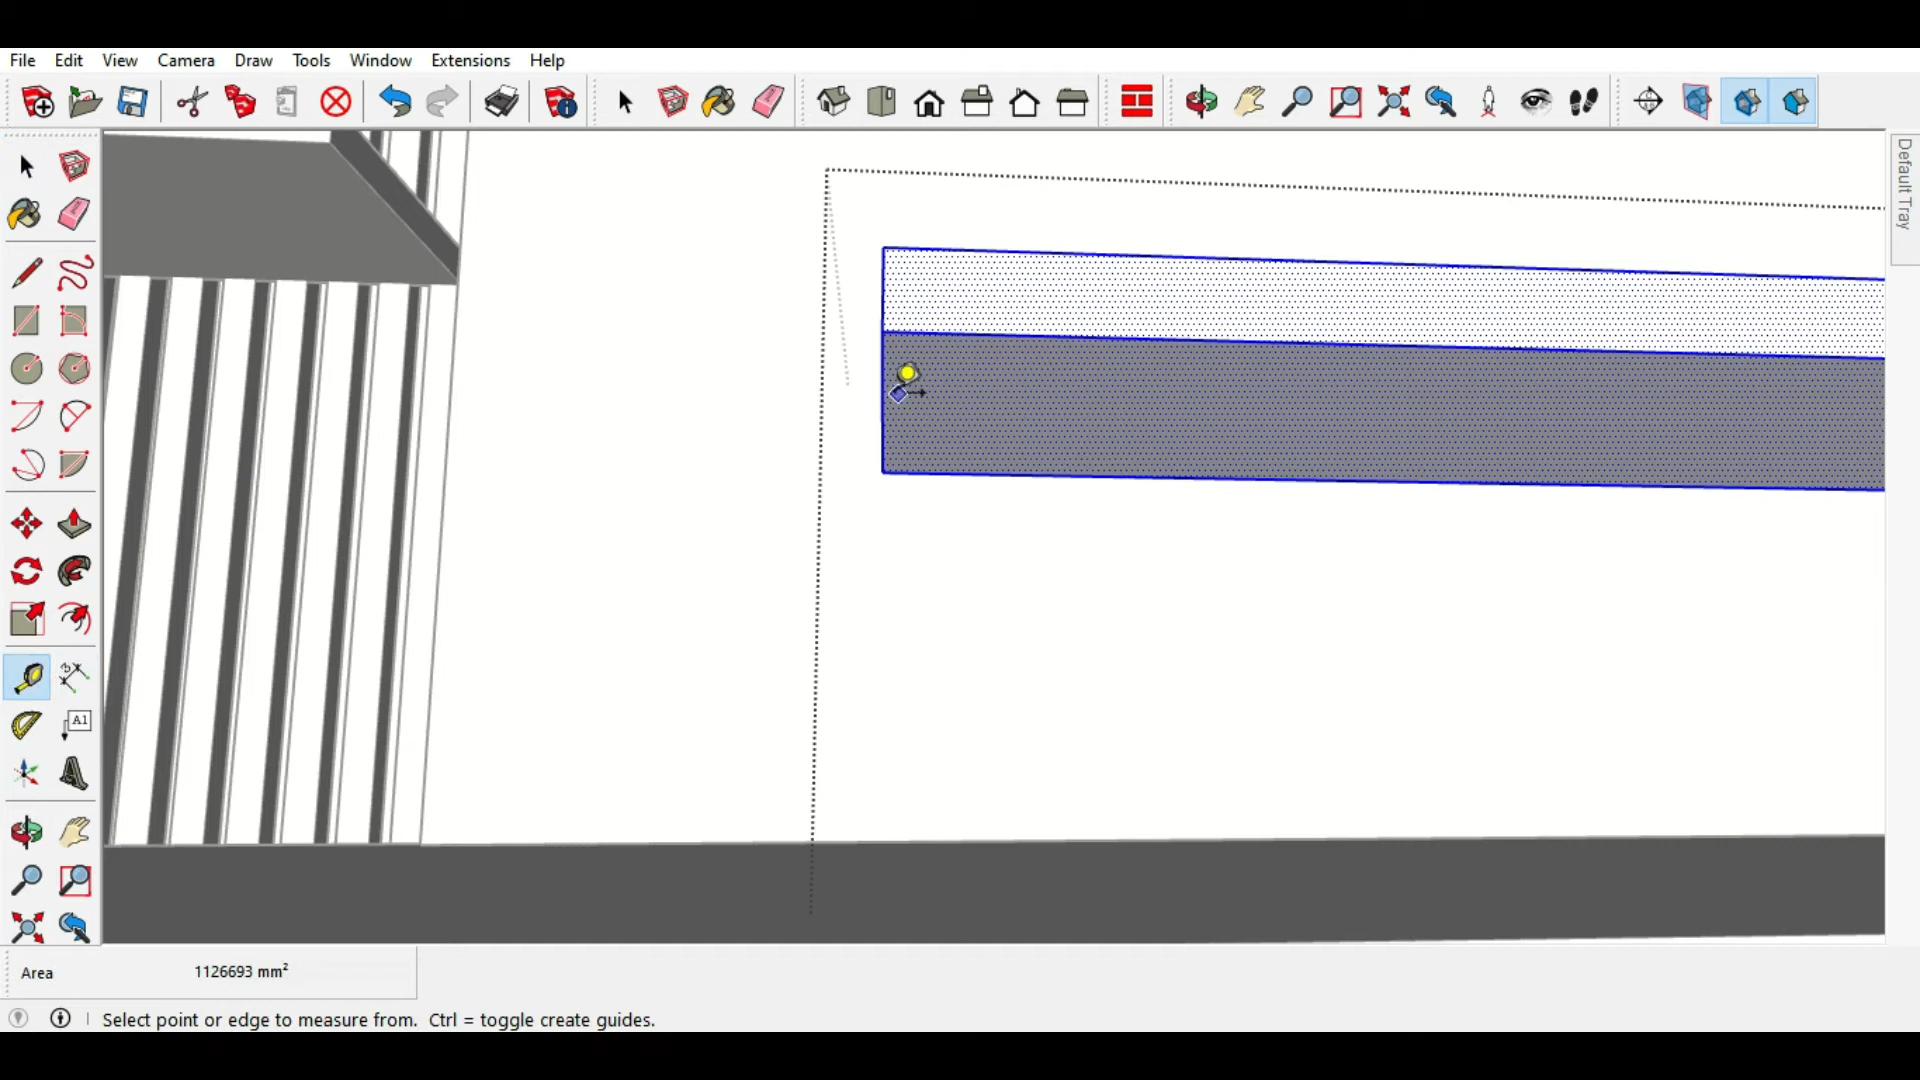 File Edit View Camera Draw Tools Window Extensions Help
Default Tray
A1
Area 1126693 mm²
Select point or edge to measure from. Ctrl = toggle create guides.